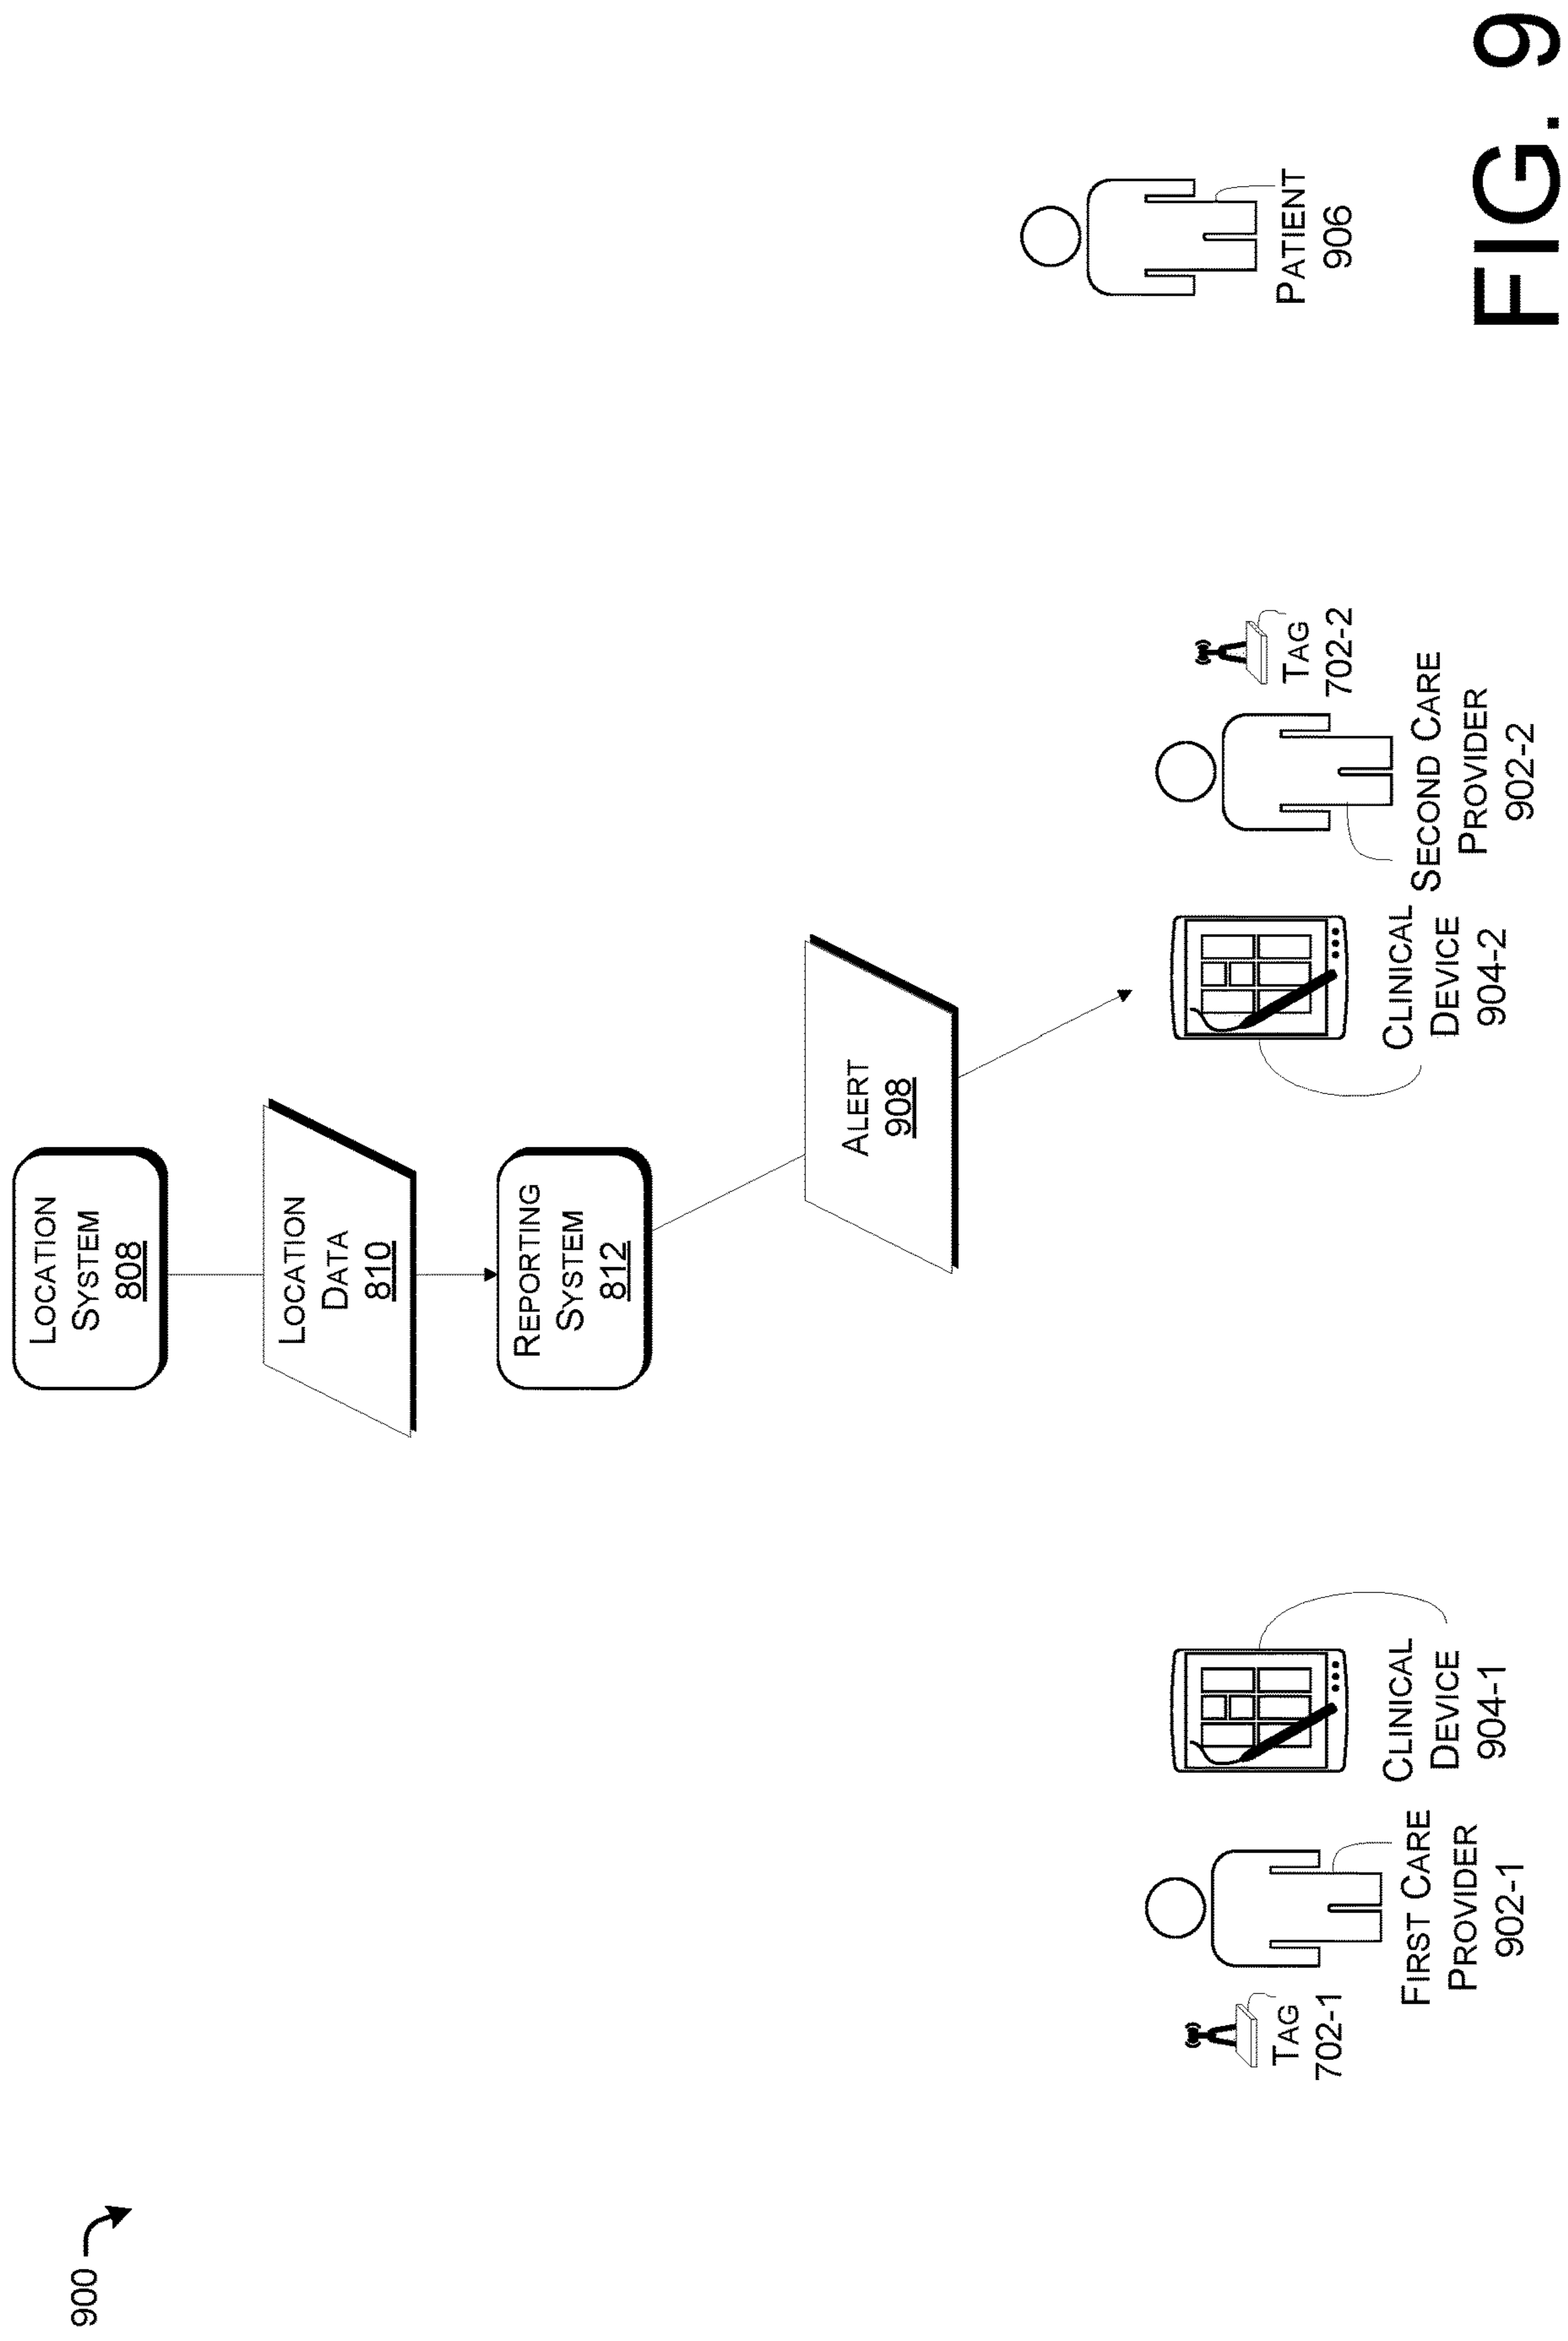 900
LOCATION
SYSTEM
808
LOCATION
DATA
810
REPORTING
SYSTEM
812
ALERT
908
TAG
702-1
FIRST CARE
PROVIDER
902-1
CLINICAL
DEVICE
904-1
CLINICAL
DEVICE
904-2
SECOND CARE
PROVIDER
902-2
TAG
702-2
PATIENT
906
FIG. 9